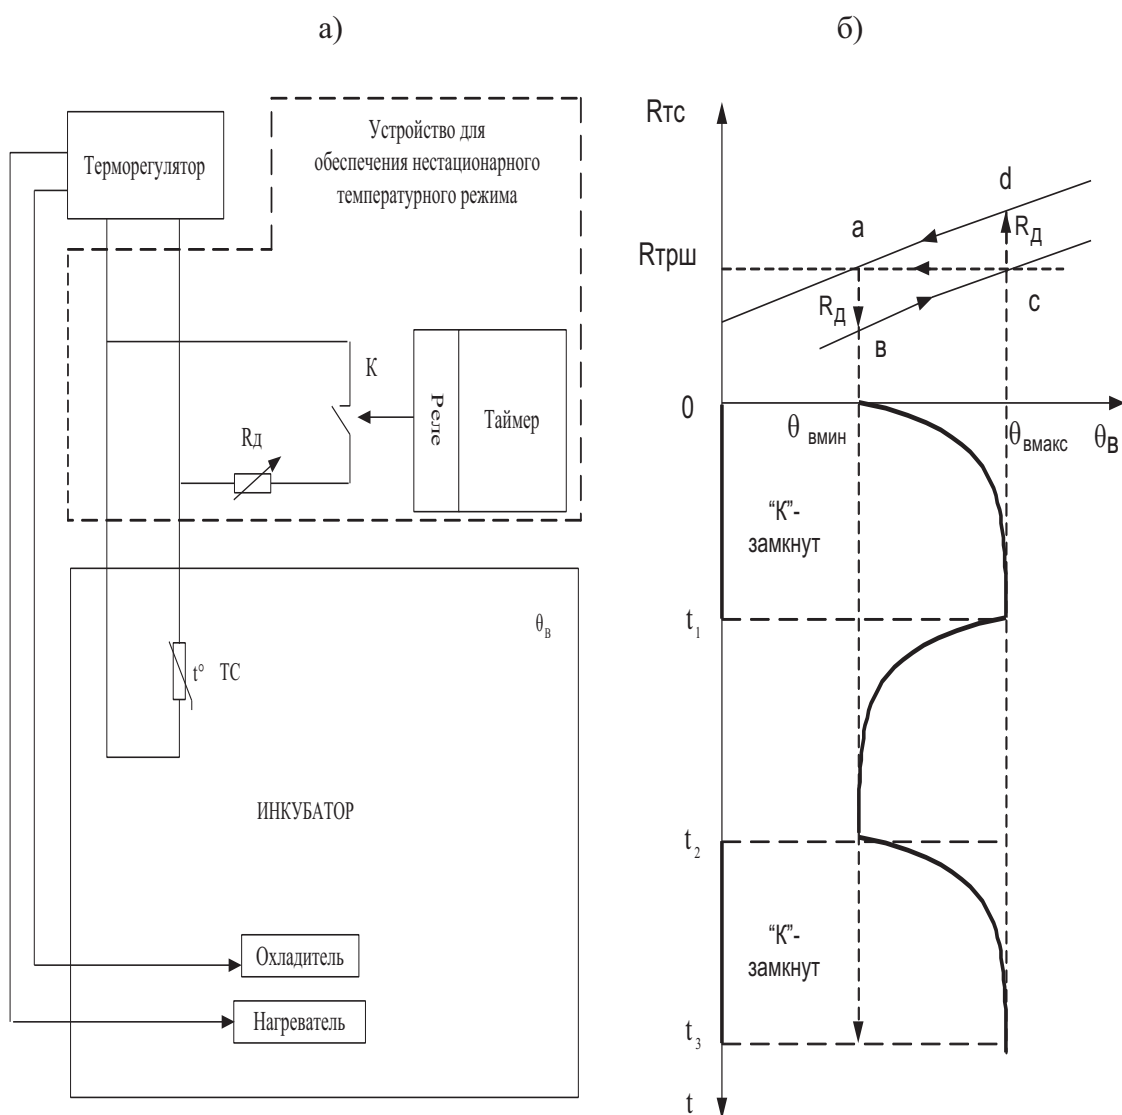 а)
Терморегулятор
Устройство для
обеспечения нестационарного
температурного режима
К
Реле
Таймер
Rд
θв
t° ТС
ИНКУБАТОР
Охладитель
Нагреватель
б)
Rтс
d
а
Rд
Rтрш
с
Rд
в
0
θ вмин
θвмакс
θв
“К”-
замкнут
t1
t2
“К”-
замкнут
t3
t